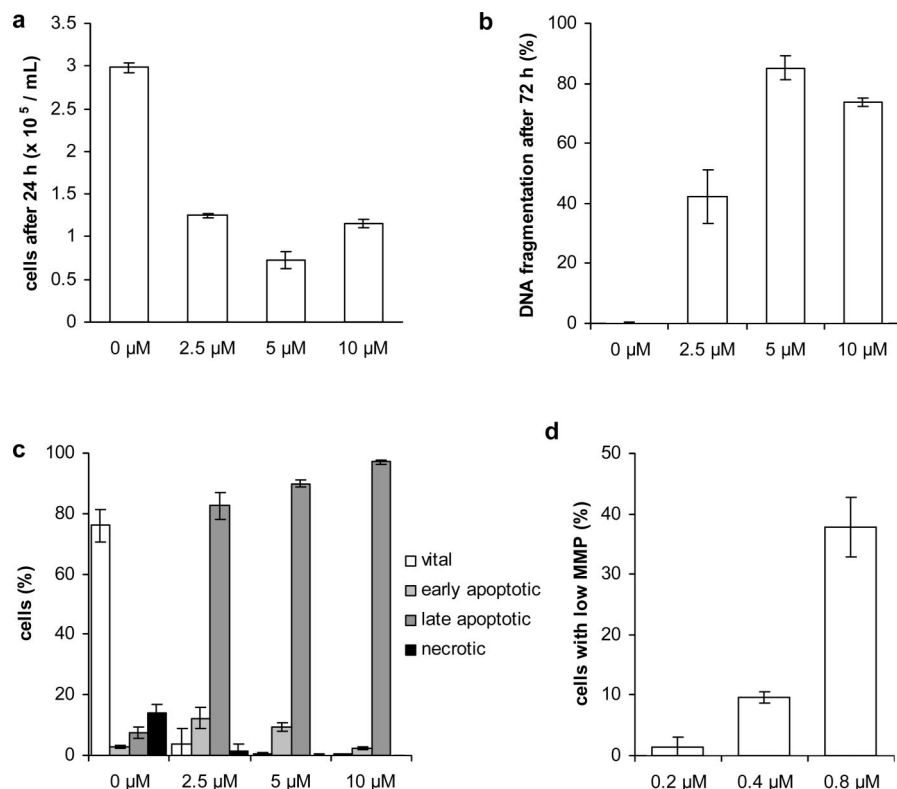 a
cells after 24 h (x 10 5 / mL)
3.5
3
2.5
2
1.5
1
0.5
0
0 µM 2.5 µM 5 µM 10 µM
b
DNA fragmentation after 72 h (%)
100
80
60
40
20
0
0 µM 2.5 µM 5 µM 10 µM
c
cells (%)
100
80
60
40
20
0
0 µM 2.5 µM 5 µM 10 µM
vital
early apoptotic
late apoptotic
necrotic
d
cells with low MMP (%)
50
40
30
20
10
0
0.2 µM 0.4 µM 0.8 µM